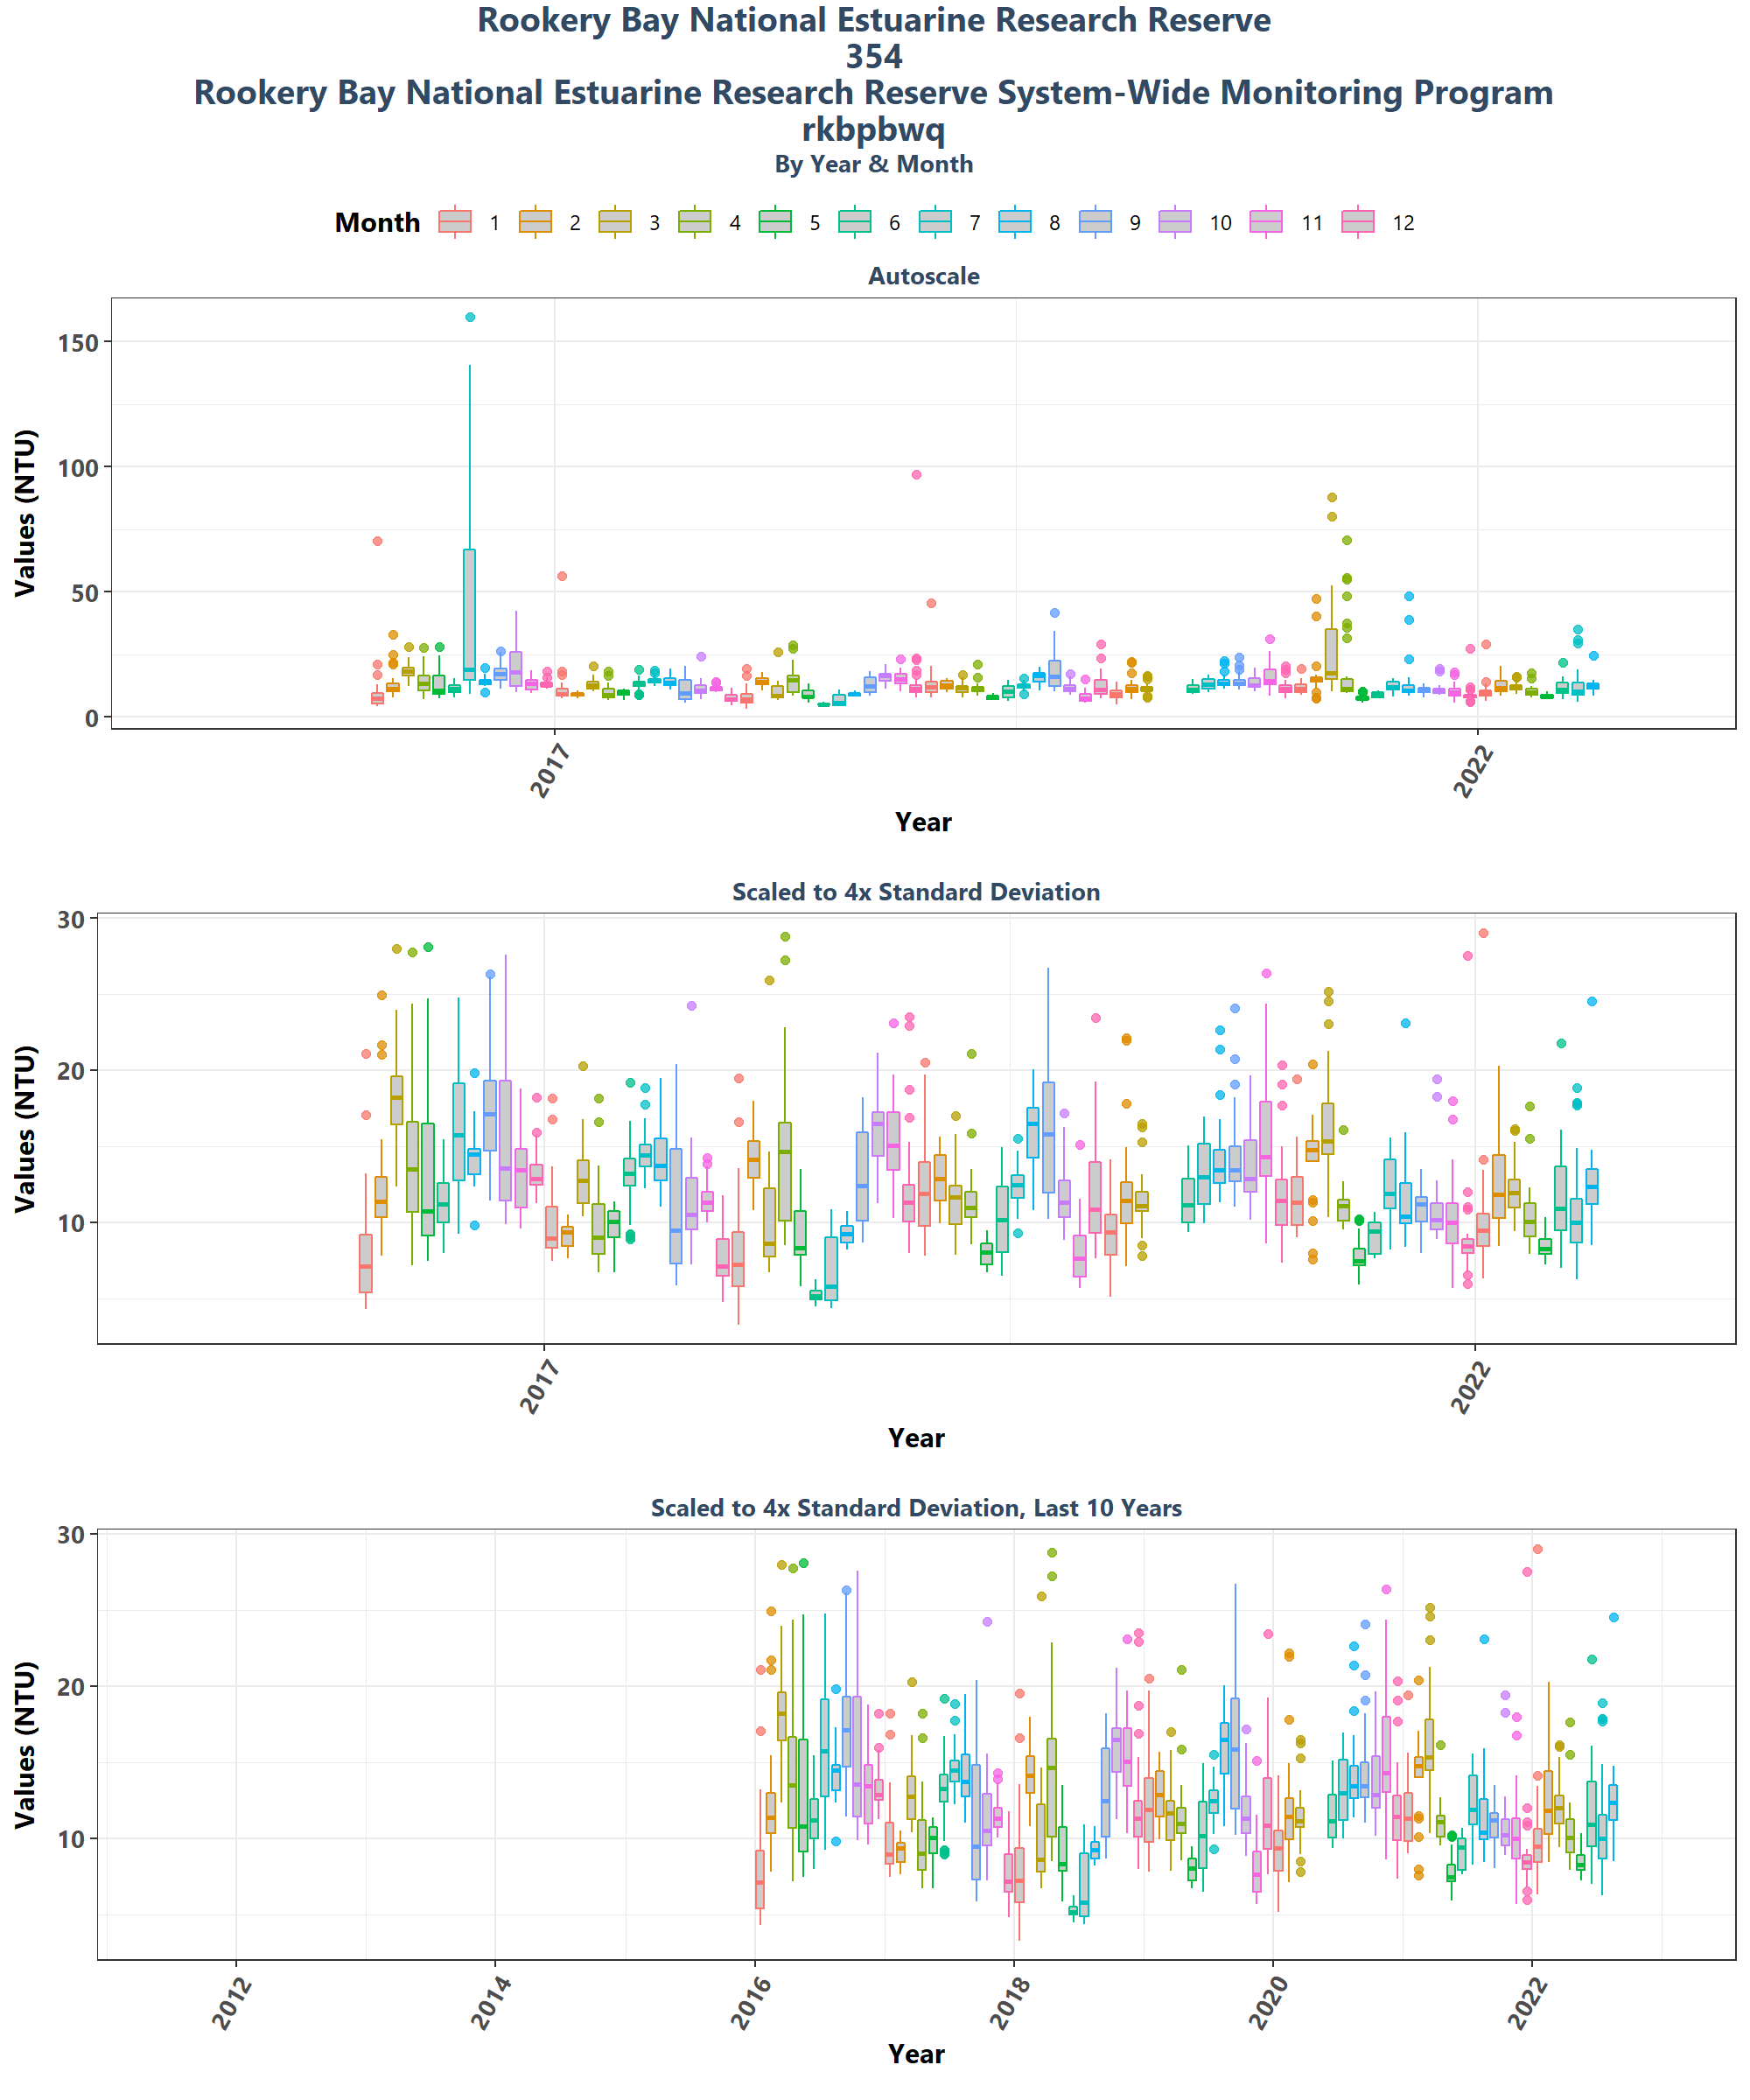 Rookery Bay National Estuarine Research Reserve
354
Rookery Bay National Estuarine Research Reserve System-Wide Monitoring Program
rkbpbwq
By Year & Month
Month 1 2 3 4 5 6 7 8 9 10 11 12
Autoscale
Values (NTU)
150
100
50
0
2017 2022
Year
Scaled to 4x Standard Deviation
Values (NTU)
30
20
10
2017 2022
Year
Scaled to 4x Standard Deviation, Last 10 Years
Values (NTU)
30
20
10
2012 2014 2016 2018 2020 2022
Year